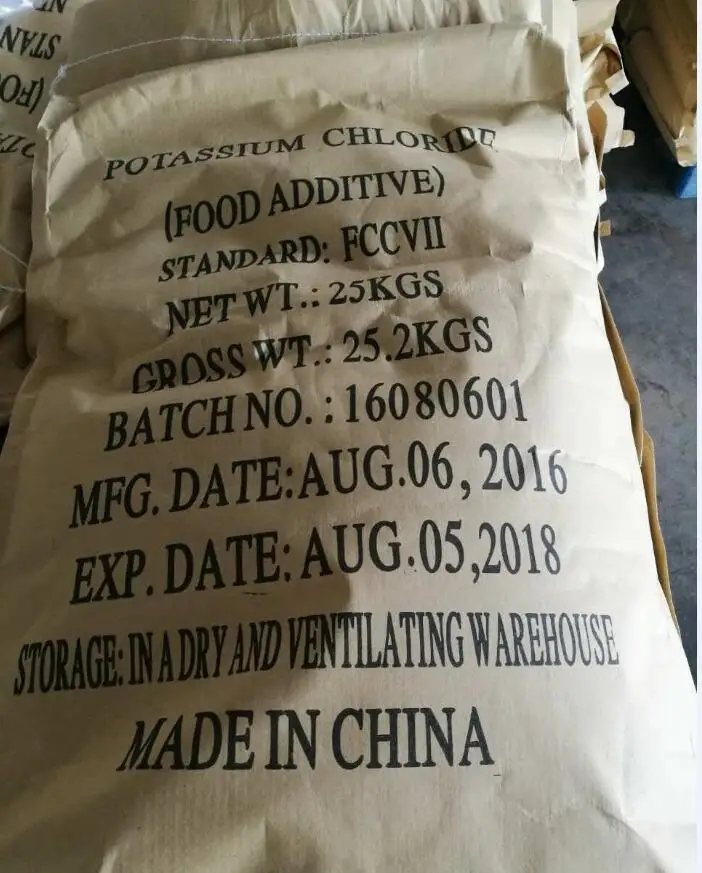 POTASSIUM CHLORIDE
(FOOD ADDITIVE)
STANDARD: FCCVII
NET WT.: 25KGS
GROSS WT.: 25.2KGS
BATCH NO.: 16080601
MFG. DATE:AUG.06, 2016
EXP. DATE: AUG.05,2018
STORAGE: IN A DRY AND VENTILATING WAREHOUSE
MADE IN CHINA